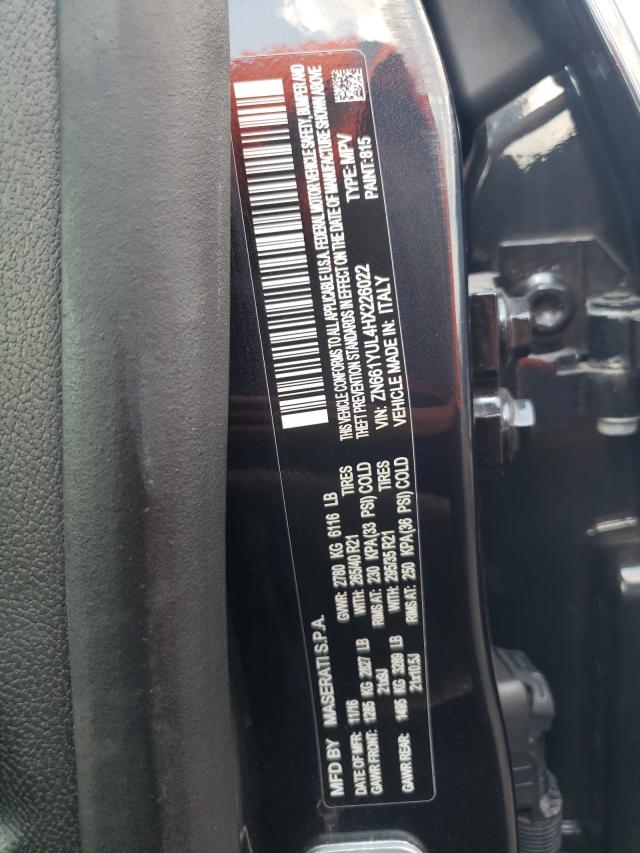 MFD BY MASERATI S.P.A.
DATE OF MFR: 11/16 GVWR: 2780 KG 6116 LB
GAWR FRONT: 1285 KG 2827 LB WITH: 265/40 R21 TIRES
21x9J RIMS AT: 230 KPA (33 PSI) COLD
GAWR REAR: 1495 KG 3289 LB WITH: 295/35 R21 TIRES
21x10.5J RIMS AT: 250 KPA (36 PSI) COLD
THIS VEHICLE CONFORMS TO ALL APPLICABLE U.S.A. FEDERAL MOTOR VEHICLE SAFETY, BUMPER AND
THEFT PREVENTION STANDARDS IN EFFECT ON THE DATE OF MANUFACTURE SHOWN ABOVE
VIN: ZN661YUL4HX226022 TYPE: MPV
VEHICLE MADE IN: ITALY PAINT: 815